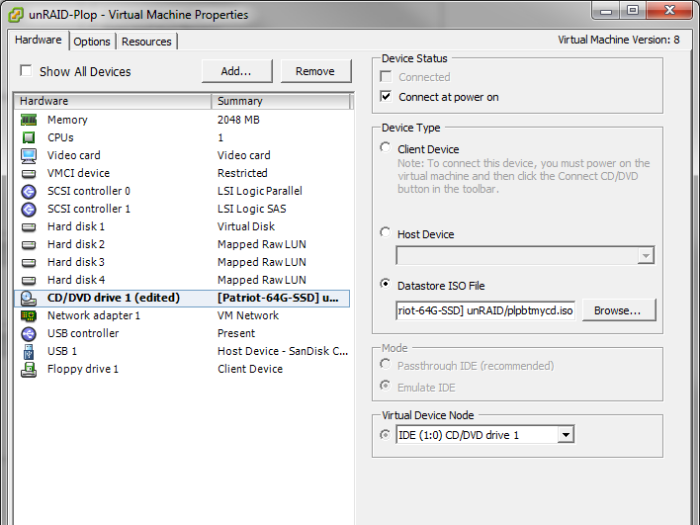 unRAID-Plop - Virtual Machine Properties
Hardware Options Resources Virtual Machine Version: 8
Show All Devices Add... Remove
Hardware Summary
Memory 2048 MB
CPUs 1
Video card Video card
VMCI device Restricted
SCSI controller 0 LSI Logic Parallel
SCSI controller 1 LSI Logic SAS
Hard disk 1 Virtual Disk
Hard disk 2 Mapped Raw LUN
Hard disk 3 Mapped Raw LUN
Hard disk 4 Mapped Raw LUN
CD/DVD drive 1 (edited) [Patriot-64G-SSD] u...
Network adapter 1 VM Network
USB controller Present
USB 1 Host Device - SanDisk C...
Floppy drive 1 Client Device
Device Status
Connected
Connect at power on
Device Type
Client Device
Note: To connect this device, you must power on the
virtual machine and then click the Connect CD/DVD
button in the toolbar.
Host Device
Datastore ISO File
riot-64G-SSD] unRAID/plpbtmycd.iso Browse...
Mode
Passthrough IDE (recommended)
Emulate IDE
Virtual Device Node
IDE (1:0) CD/DVD drive 1